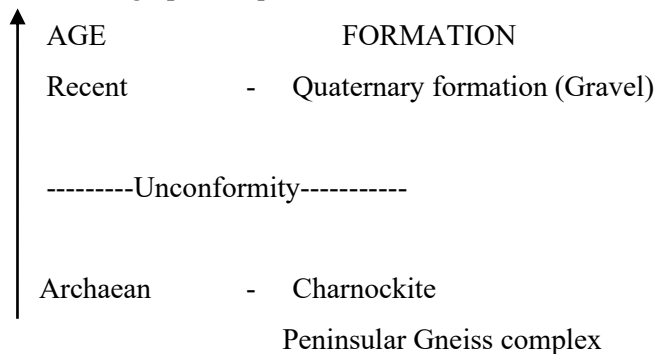 AGE FORMATION
Recent - Quaternary formation (Gravel)
---------Unconformity-----------
Archaean - Charnockite
Peninsular Gneiss complex